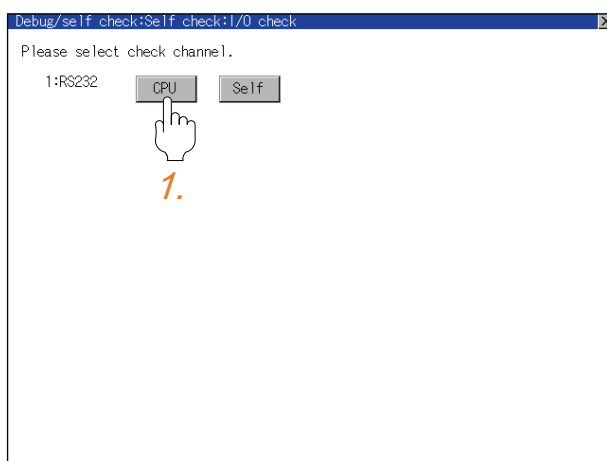 Debug/self check:Self check:I/O check
Please select check channel.
1:RS232 CPU Self
1.